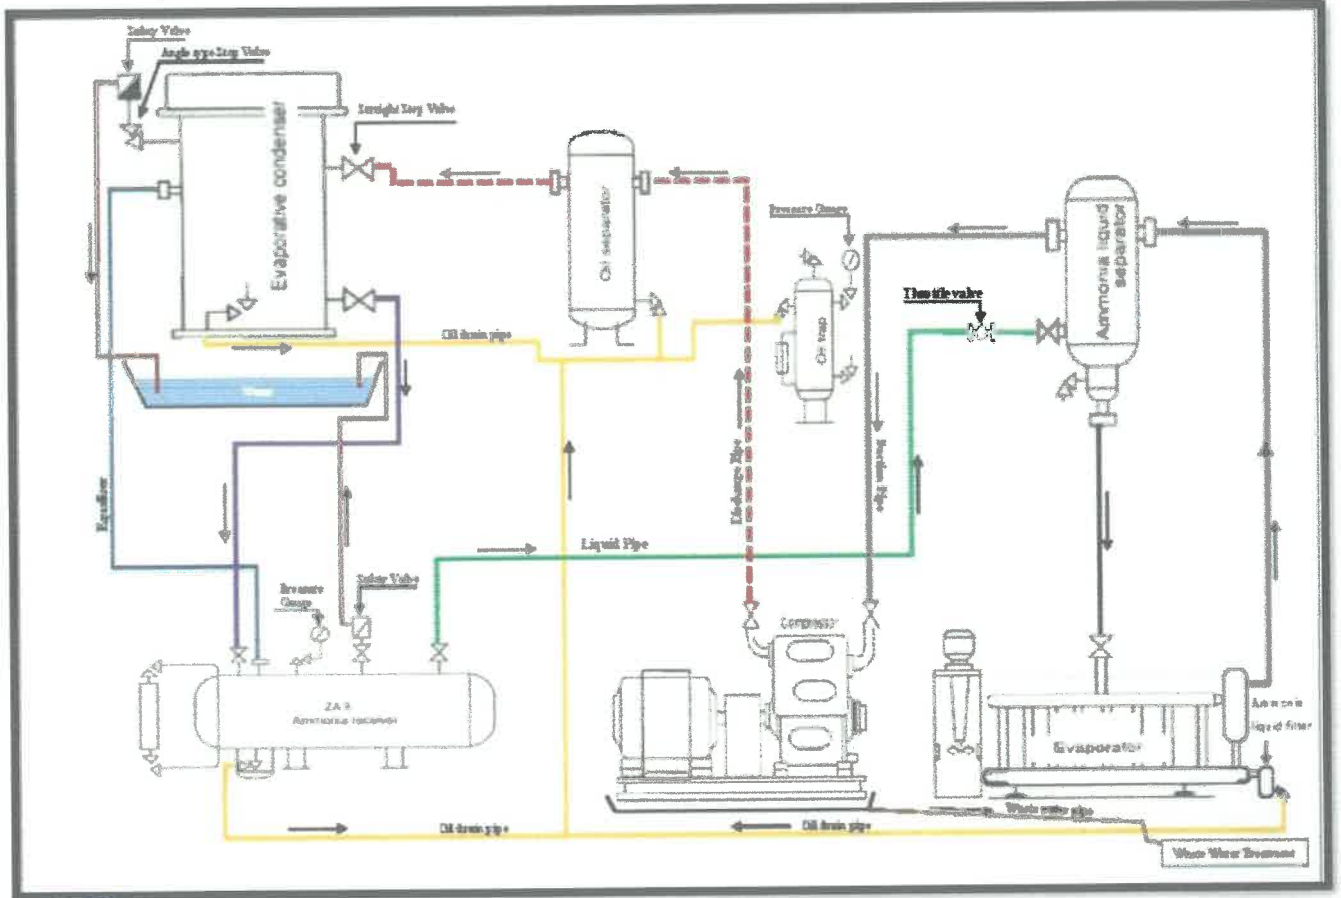 Safety Valve
Angle type Stop Valve
Straight Stop Valve
Evaporative condenser
Oil separator
Pressure Gauge
Oil trap
Throttle valve
Ammonia liquid
separator
Oil drain pipe
Equalizer
Discharge Pipe
Suction Pipe
Liquid Pipe
Pressure
Gauge
Safety Valve
Compressor
Ammonia receiver
Evaporator
Ammonia
liquid filter
Waste water pipe
Oil drain pipe
Oil drain pipe
Waste Water Treatment